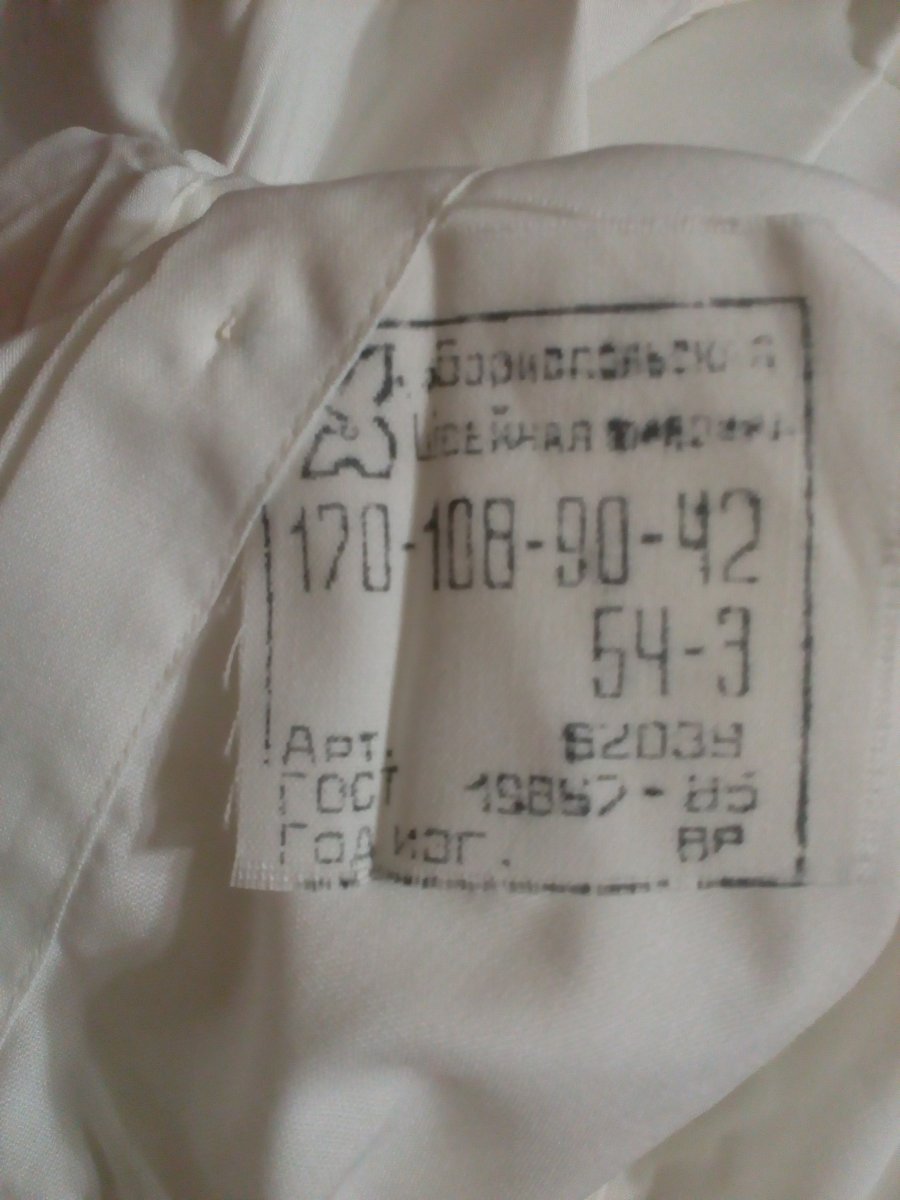 Бориспольская
Швейная фабрика
170-108-90-42
54-3
Арт. 62039
ГОСТ 19867-85
Год изг.